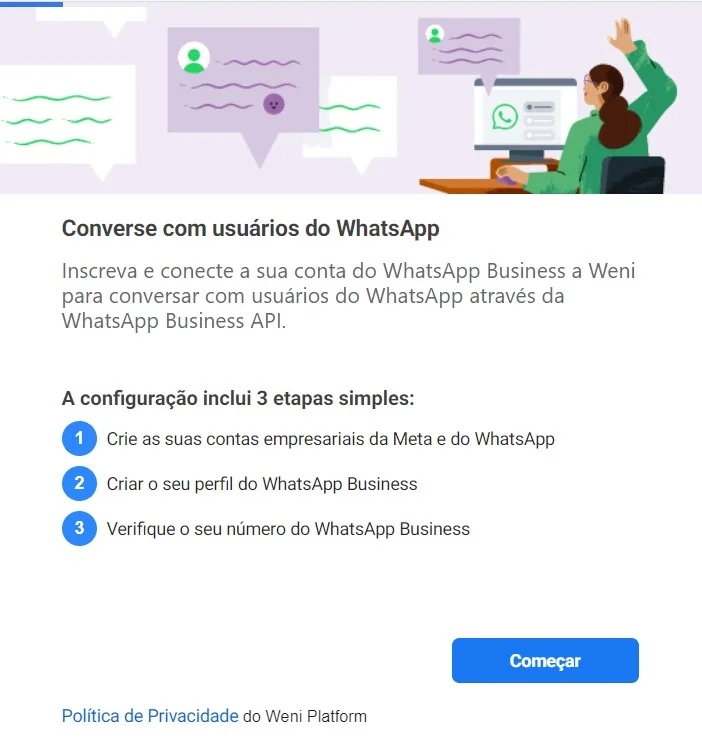 Converse com usuários do WhatsApp
Inscreva e conecte a sua conta do WhatsApp Business a Weni
para conversar com usuários do WhatsApp através da
WhatsApp Business API.
A configuração inclui 3 etapas simples:
1 Crie as suas contas empresariais da Meta e do WhatsApp
2 Criar o seu perfil do WhatsApp Business
3 Verifique o seu número do WhatsApp Business
Começar
Política de Privacidade do Weni Platform